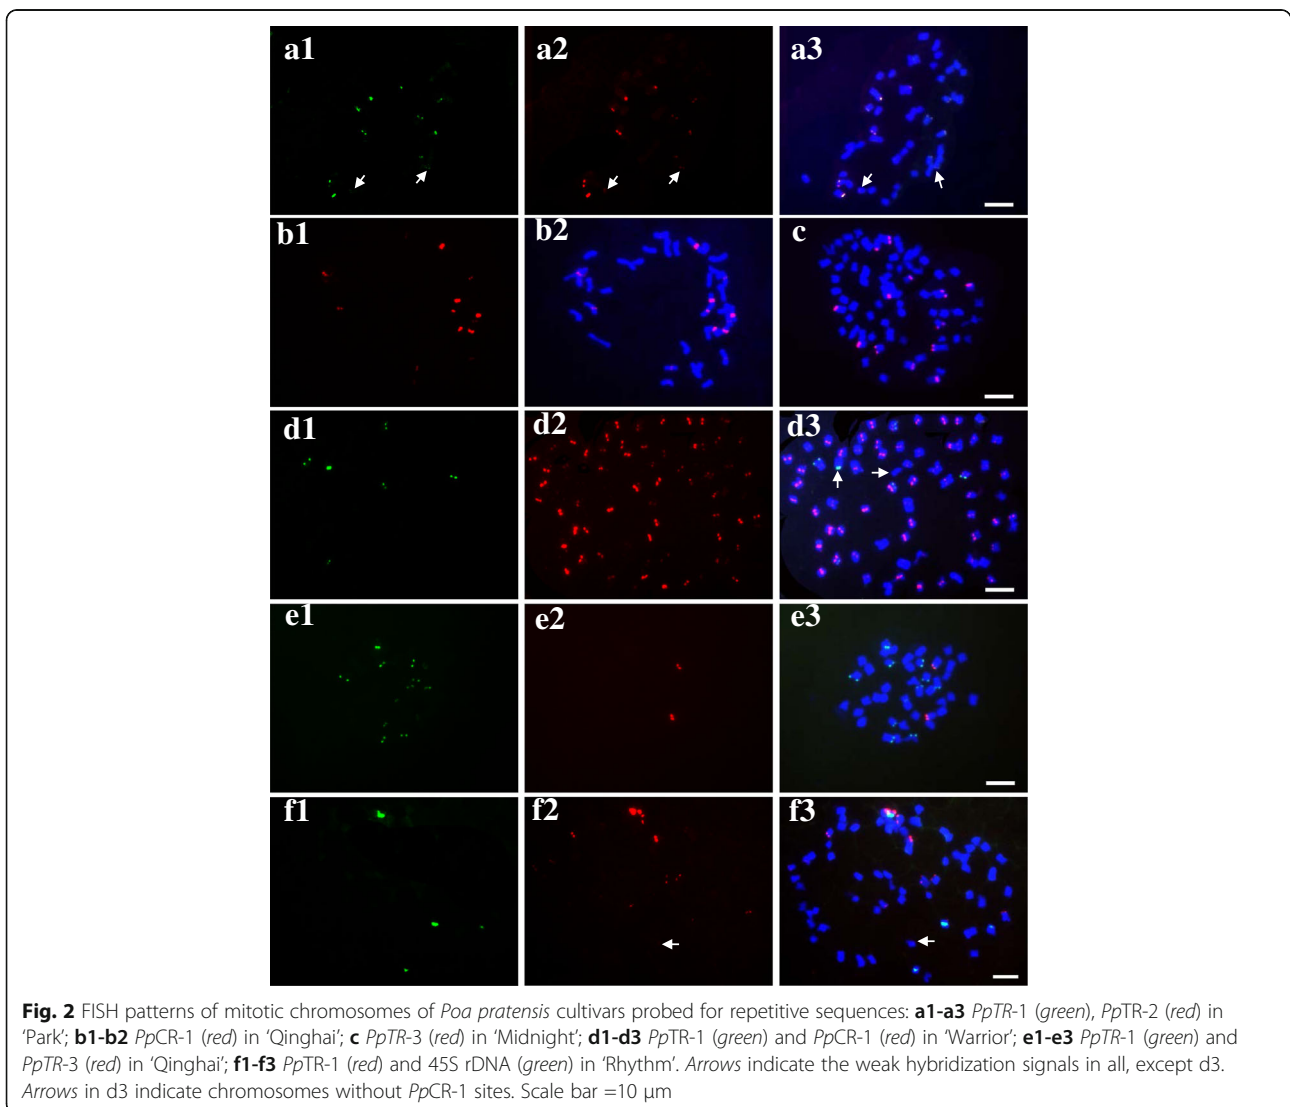 a1
a2
a3
b1
b2
c
d1
d2
d3
e1
e2
e3
f1
f2
f3
Fig. 2 FISH patterns of mitotic chromosomes of Poa pratensis cultivars probed for repetitive sequences: a1-a3 PpTR-1 (green), PpTR-2 (red) in
‘Park’; b1-b2 PpCR-1 (red) in ‘Qinghai’; c PpTR-3 (red) in ‘Midnight’; d1-d3 PpTR-1 (green) and PpCR-1 (red) in ‘Warrior’; e1-e3 PpTR-1 (green) and
PpTR-3 (red) in ‘Qinghai’; f1-f3 PpTR-1 (red) and 45S rDNA (green) in ‘Rhythm’. Arrows indicate the weak hybridization signals in all, except d3.
Arrows in d3 indicate chromosomes without PpCR-1 sites. Scale bar =10 μm